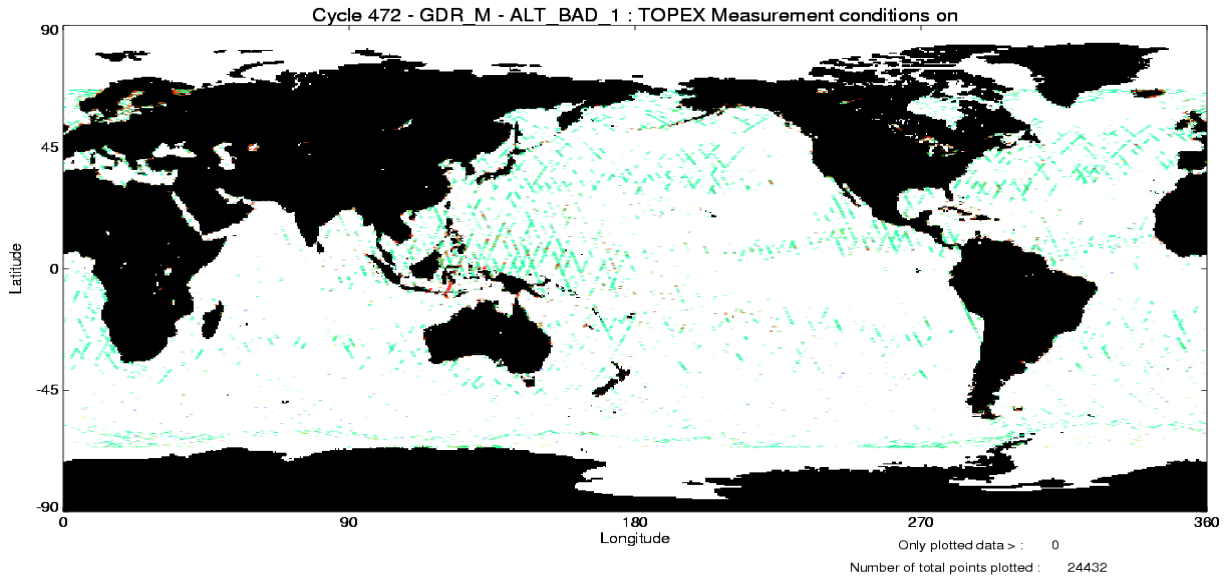 Cycle 472 - GDR_M - ALT_BAD_1 : TOPEX Measurement conditions on
90
45
0
-45
-90
Latitude
0 90 180 270 360
Longitude
Only plotted data > : 0
Number of total points plotted : 24432